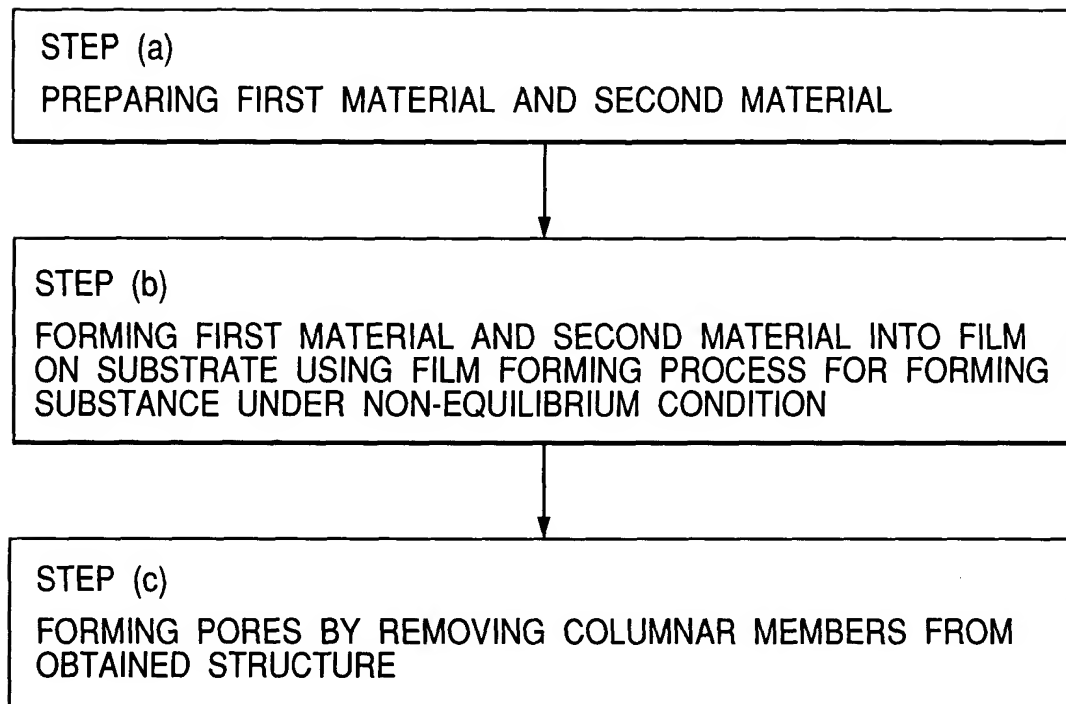 STEP (a)
PREPARING FIRST MATERIAL AND SECOND MATERIAL
STEP (b)
FORMING FIRST MATERIAL AND SECOND MATERIAL INTO FILM
ON SUBSTRATE USING FILM FORMING PROCESS FOR FORMING
SUBSTANCE UNDER NON-EQUILIBRIUM CONDITION
STEP (c)
FORMING PORES BY REMOVING COLUMNAR MEMBERS FROM
OBTAINED STRUCTURE